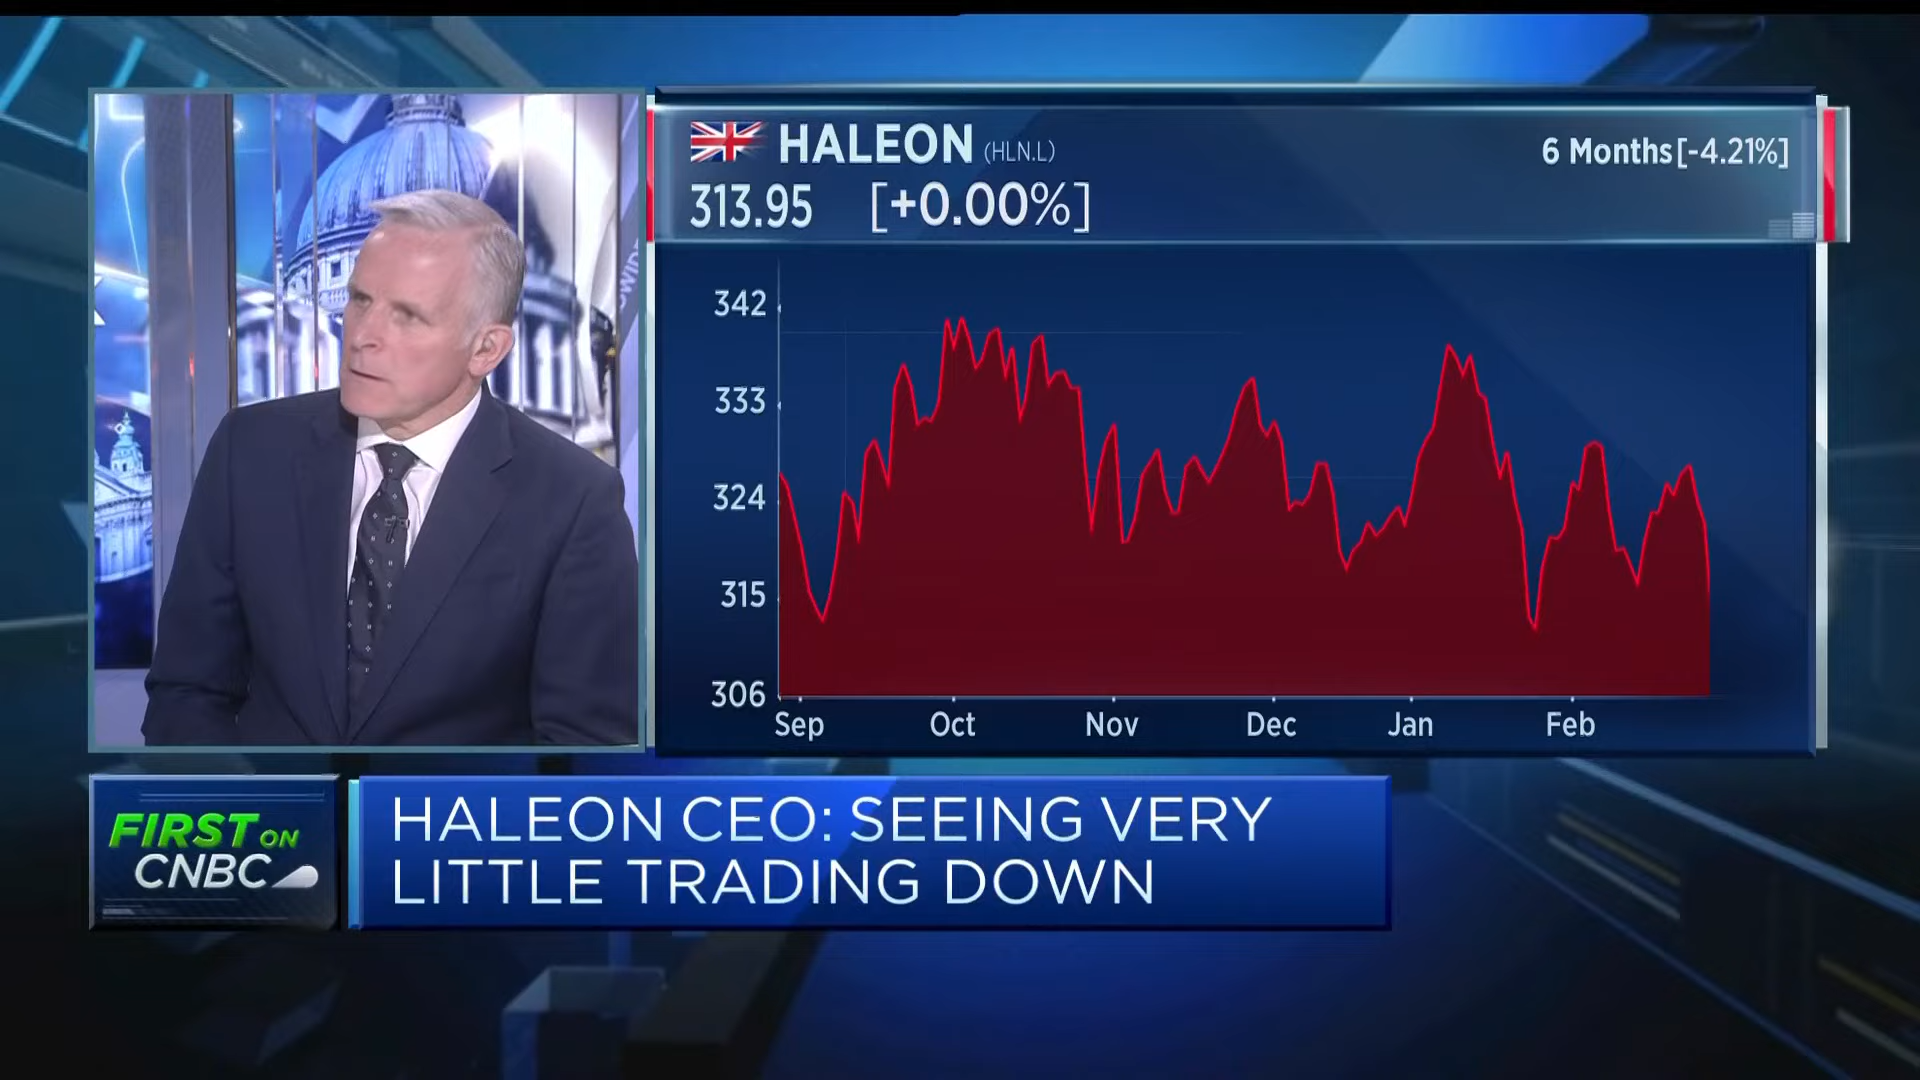 HALEON (HLN.L)
6 Months[-4.21%]
313.95 [+0.00%]
342
333
324
315
306
Sep Oct Nov Dec Jan Feb
FIRST ON
CNBC
HALEON CEO: SEEING VERY
LITTLE TRADING DOWN